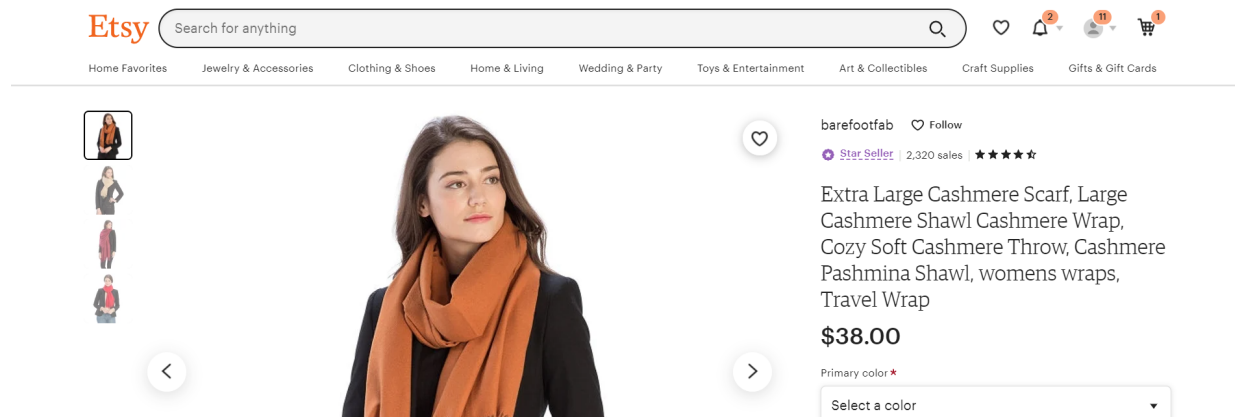 Etsy
Search for anything
2
11
1
Home Favorites
Jewelry & Accessories
Clothing & Shoes
Home & Living
Wedding & Party
Toys & Entertainment
Art & Collectibles
Craft Supplies
Gifts & Gift Cards
barefootfab
Follow
Star Seller
2,320 sales
Extra Large Cashmere Scarf, Large
Cashmere Shawl Cashmere Wrap,
Cozy Soft Cashmere Throw, Cashmere
Pashmina Shawl, womens wraps,
Travel Wrap
$38.00
Primary color *
Select a color